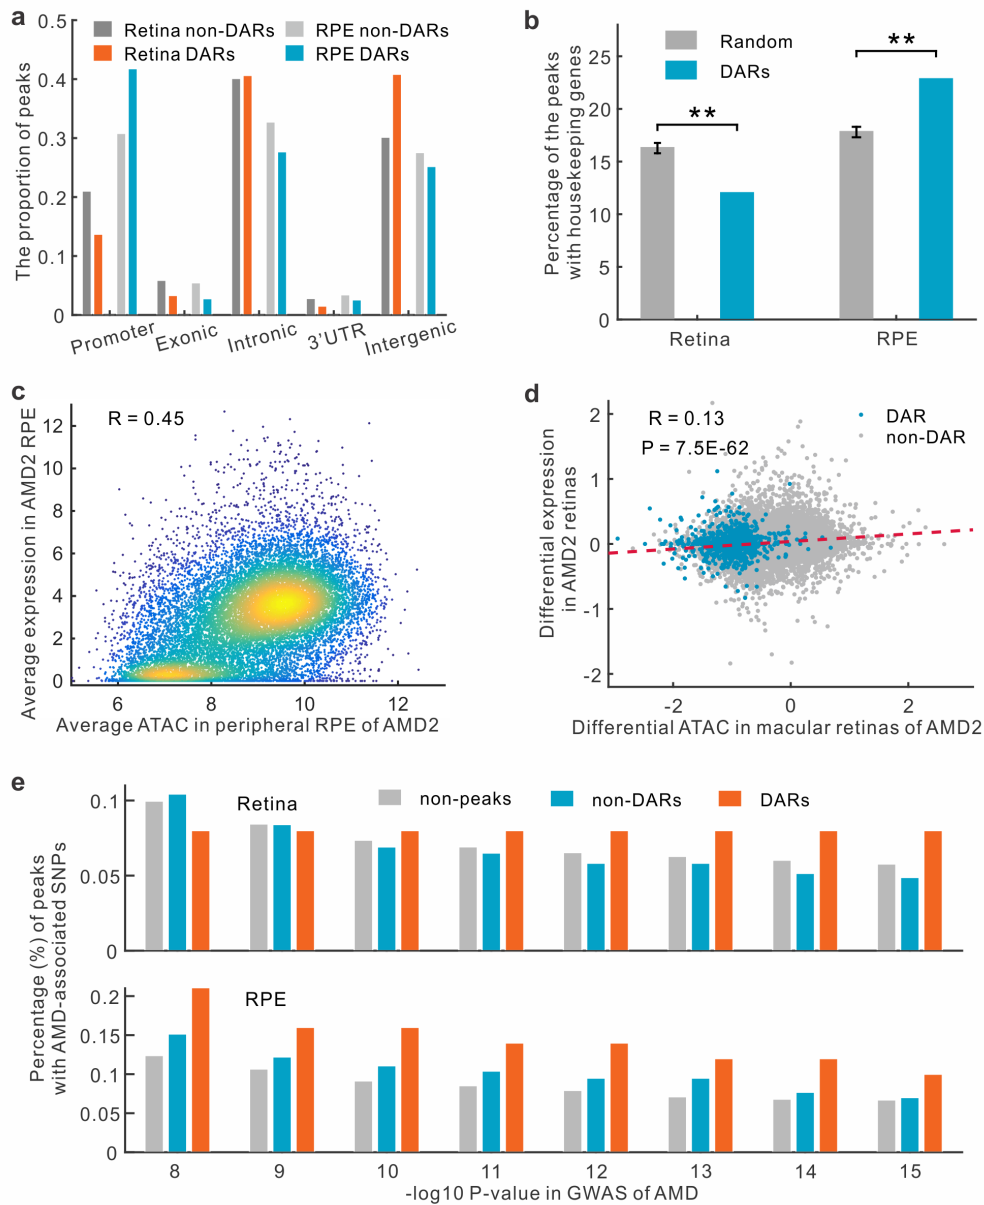 a
0.5
0.4
0.3
0.2
0.1
0
The proportion of peaks
Retina non-DARs
RPE non-DARs
Retina DARs
RPE DARs
Promoter
Exonic
Intronic
3’UTR
Intergenic
b
25
20
15
10
5
0
Percentage of the peaks
with housekeeping genes
Random
DARs
**
**
Retina
RPE
c
R = 0.45
12
10
8
6
4
2
0
Average expression in AMD2 RPE
6
8
10
12
Average ATAC in peripheral RPE of AMD2
d
R = 0.13
P = 7.5E-62
DAR
non-DAR
2
1
0
-1
-2
Differential expression
in AMD2 retinas
-2
0
2
Differential ATAC in macular retinas of AMD2
e
Retina
non-peaks
non-DARs
DARs
0.1
0.05
0
Percentage (%) of peaks
with AMD-associated SNPs
RPE
0.2
0.15
0.1
0.05
0
8
9
10
11
12
13
14
15
-log10 P-value in GWAS of AMD